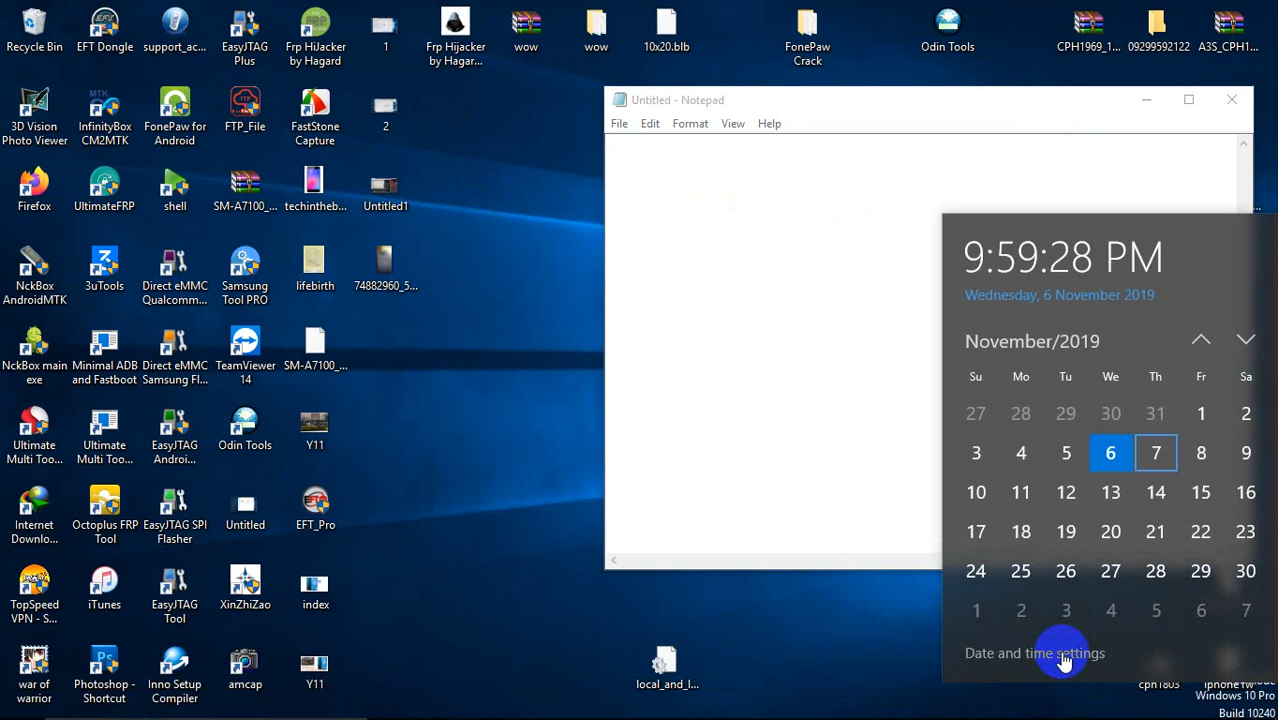 Recycle Bin
EFT Dongle
support_ac...
EasyJTAG
Plus
Frp HiJacker
by Hagard
1
Frp Hijacker
by Hagar...
wow
wow
10x20.blb
FonePaw
Crack
Odin Tools
CPH1969_1...
09299592122
A3S_CPH1...
3D Vision
Photo Viewer
InfinityBox
CM2MTK
FonePaw for
Android
FTP_File
FastStone
Capture
2
Untitled - Notepad
File Edit Format View Help
Firefox
UltimateFRP
shell
SM-A7100_...
techintheb...
Untitled1
NckBox
AndroidMTK
3uTools
Direct eMMC
Qualcomm...
Samsung
Tool PRO
lifebirth
74882960_5...
NckBox main
exe
Minimal ADB
and Fastboot
Direct eMMC
Samsung Fl...
TeamViewer
14
SM-A7100_...
Ultimate
Multi Too...
Ultimate
Multi Too...
EasyJTAG
Androi...
Odin Tools
Y11
Internet
Downlo...
Octoplus FRP
Tool
EasyJTAG SPI
Flasher
Untitled
EFT_Pro
TopSpeed
VPN - S...
iTunes
EasyJTAG
Tool
XinZhiZao
index
war of
warrior
Photoshop -
Shortcut
Inno Setup
Compiler
amcap
Y11
local_and_l...
9:59:28 PM
Wednesday, 6 November 2019
November/2019
Su Mo Tu We Th Fr Sa
27 28 29 30 31 1 2
3 4 5 6 7 8 9
10 11 12 13 14 15 16
17 18 19 20 21 22 23
24 25 26 27 28 29 30
1 2 3 4 5 6 7
Date and time settings
cph1803
Windows 10 Pro
Build 10240